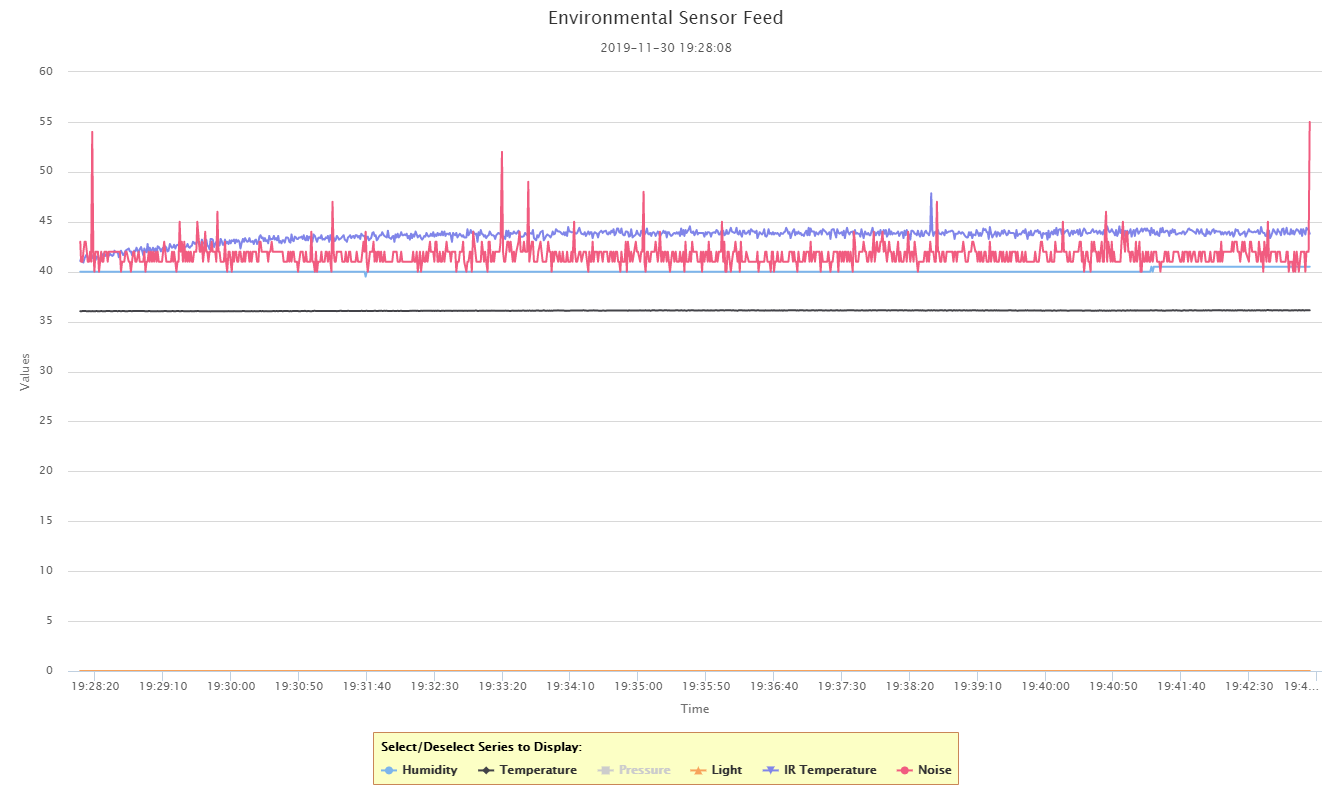 Environmental Sensor Feed
2019-11-30 19:28:08
60
55
50
45
40
35
30
25
20
15
10
5
0
Values
19:28:20 19:29:10 19:30:00 19:30:50 19:31:40 19:32:30 19:33:20 19:34:10 19:35:00 19:35:50 19:36:40 19:37:30 19:38:20 19:39:10 19:40:00 19:40:50 19:41:40 19:42:30 19:4...
Time
Select/Deselect Series to Display:
Humidity Temperature Pressure Light IR Temperature Noise